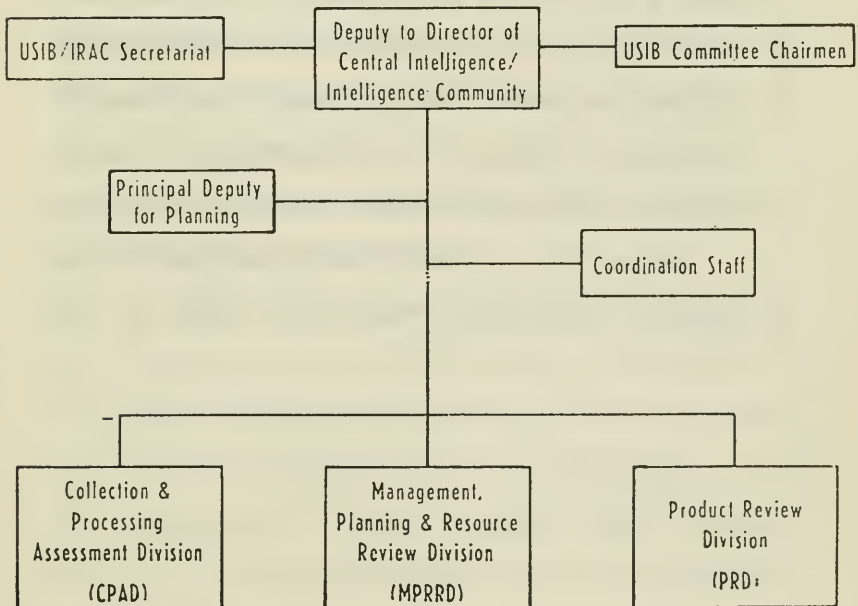 USIB/IRAC Secretariat
Deputy to Director of
Central Intelligence/
Intelligence Community
USIB Committee Chairmen
Principal Deputy
for Planning
Coordination Staff
Collection &
Processing
Assessment Division
(CPAD)
Management,
Planning & Resource
Review Division
(MPRRD)
Product Review
Division
(PRD: